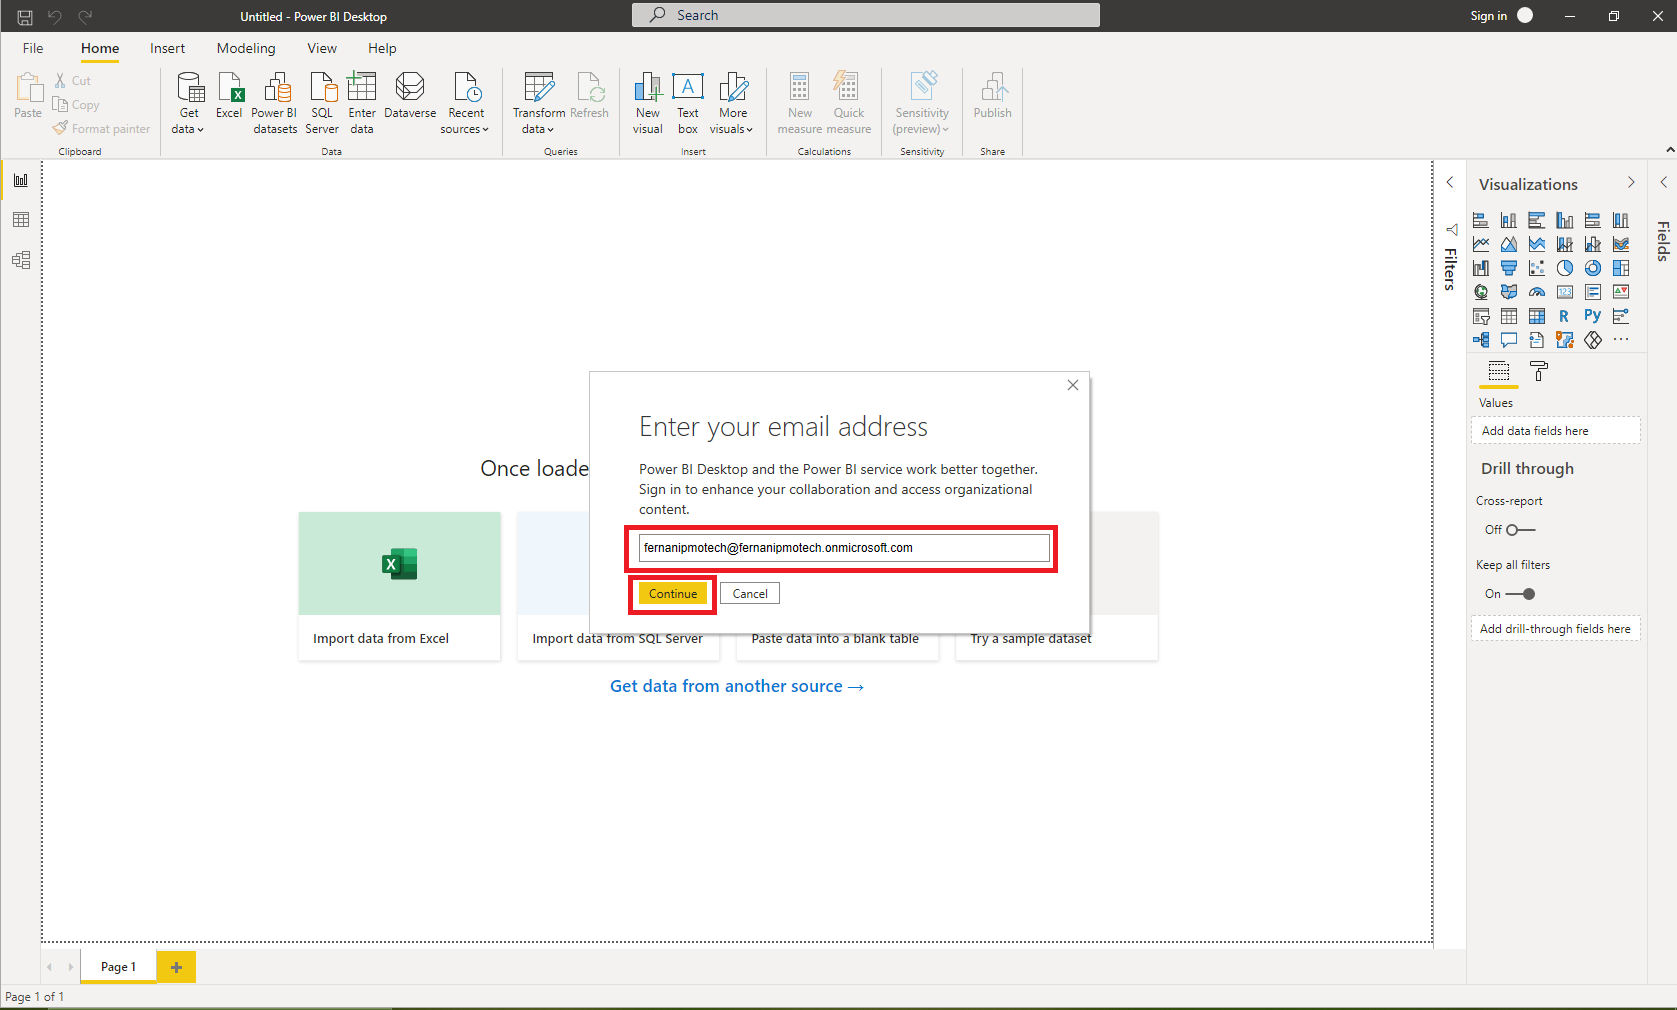 Untitled - Power BI Desktop
Search
Sign in
File Home Insert Modeling View Help
Paste
Cut
Copy
Format painter
Clipboard
Get data
Excel
Power BI datasets
SQL Server
Enter data
Dataverse
Recent sources
Data
Transform data
Refresh
Queries
New visual
Text box
More visuals
Insert
New measure
Quick measure
Calculations
Sensitivity (preview)
Sensitivity
Publish
Share
Once loade
Enter your email address
Power BI Desktop and the Power BI service work better together.
Sign in to enhance your collaboration and access organizational
content.
fernanipmotech@fernanipmotech.onmicrosoft.com
Continue
Cancel
Import data from Excel
Import data from SQL Server
Paste data into a blank table
Try a sample dataset
Get data from another source →
Filters
Visualizations
123
R
Py
Values
Add data fields here
Drill through
Cross-report
Off
Keep all filters
On
Add drill-through fields here
Fields
Page 1
Page 1 of 1